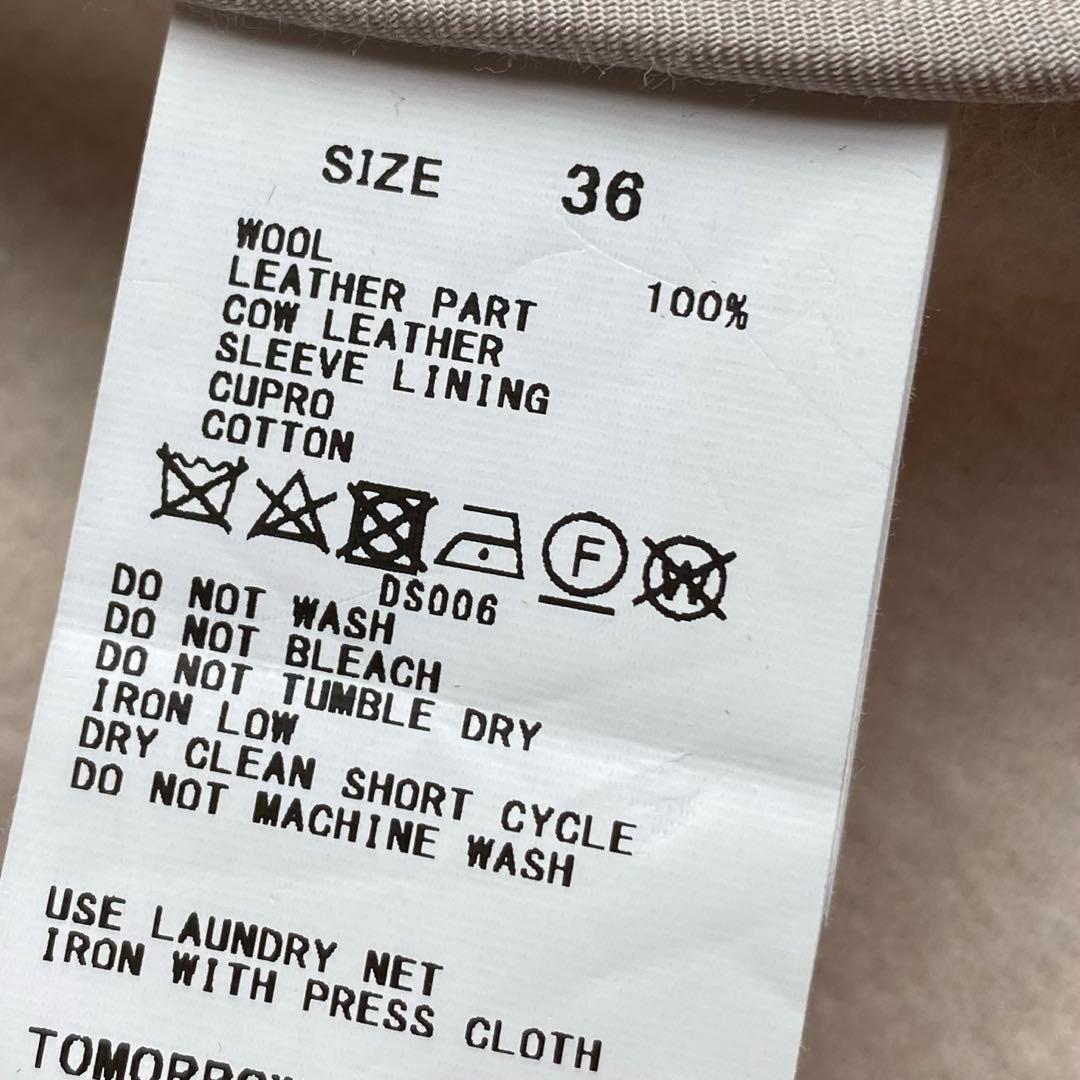 SIZE 36
WOOL 100%
LEATHER PART
COW LEATHER
SLEEVE LINING
CUPRO
COTTON
F W
DS006
DO NOT WASH
DO NOT BLEACH
DO NOT TUMBLE DRY
IRON LOW
DRY CLEAN SHORT CYCLE
DO NOT MACHINE WASH
USE LAUNDRY NET
IRON WITH PRESS CLOTH